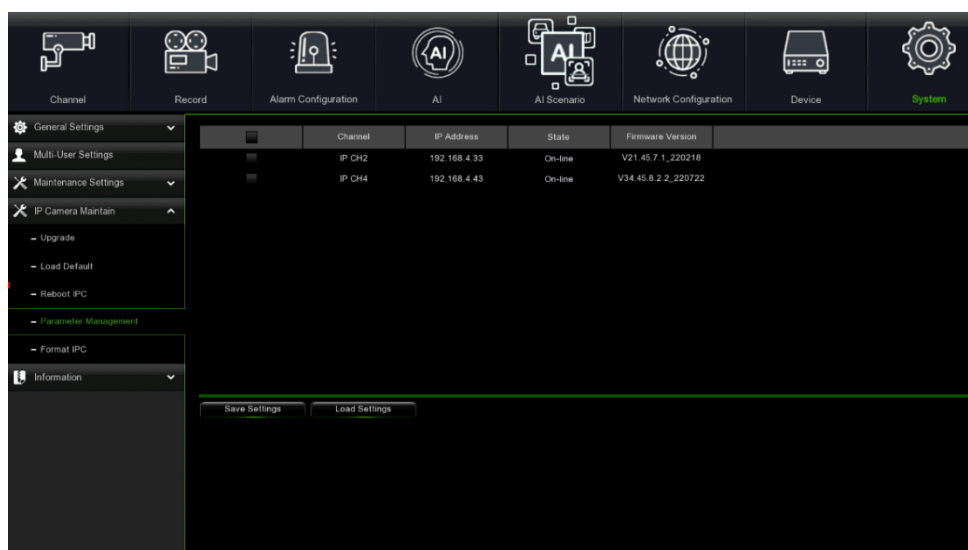 AI
AI
Channel
Record
Alarm Configuration
AI
AI Scenario
Network Configuration
Device
System
General Settings
Multi-User Settings
Maintenance Settings
IP Camera Maintain
Upgrade
Load Default
Reboot IPC
Parameter Management
Format IPC
Information
Channel IP Address State Firmware Version
IP CH2 192.168.4.33 On-line V21.45.7.1_220218
IP CH4 192.168.4.43 On-line V34.45.8.2.2_220722
Save Settings Load Settings